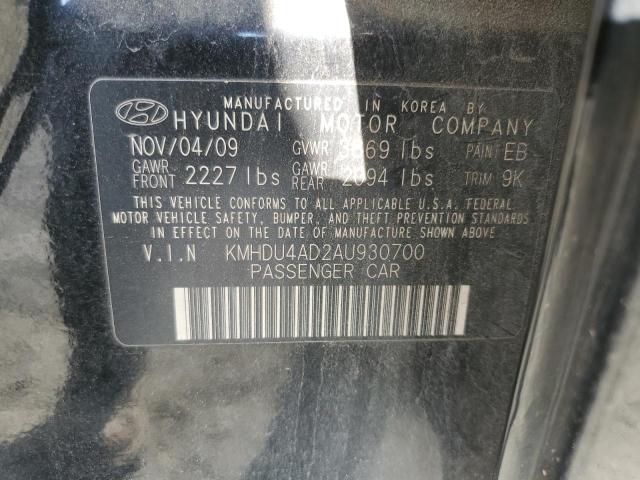 MANUFACTURED IN KOREA BY
HYUNDAI MOTOR COMPANY
NOV/04/09 GVWR lbs PAINT EB
GAWR FRONT 2227 lbs GAWR REAR 2094 lbs TRIM 9K
THIS VEHICLE CONFORMS TO ALL APPLICABLE U.S.A. FEDERAL
MOTOR VEHICLE SAFETY, BUMPER, AND THEFT PREVENTION STANDARDS
IN EFFECT ON THE DATE OF MANUFACTURE SHOWN ABOVE
V.I.N KMHDU4AD2AU930700
PASSENGER CAR